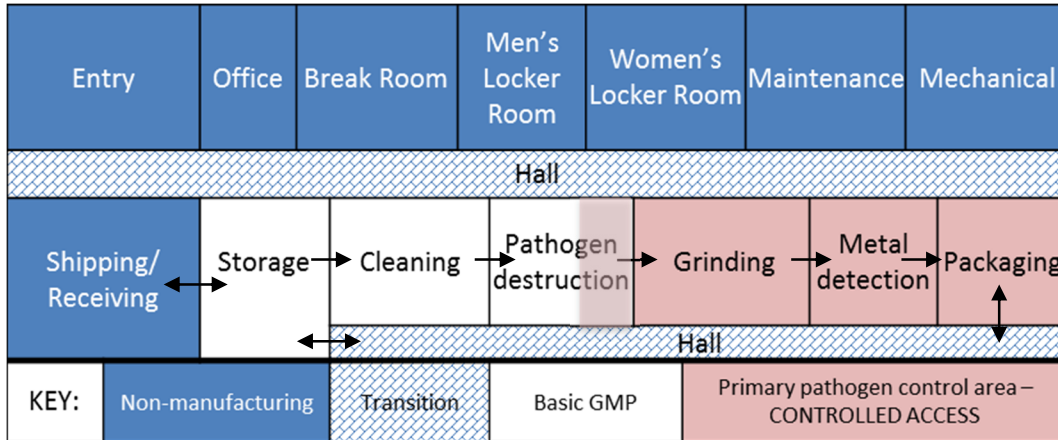 Entry
Office
Break Room
Men’s
Locker
Room
Women’s
Locker Room
Maintenance
Mechanical
Hall
Shipping/
Receiving
Storage
Cleaning
Pathogen
destruction
Grinding
Metal
detection
Packaging
Hall
KEY:
Non-manufacturing
Transition
Basic GMP
Primary pathogen control area –
CONTROLLED ACCESS